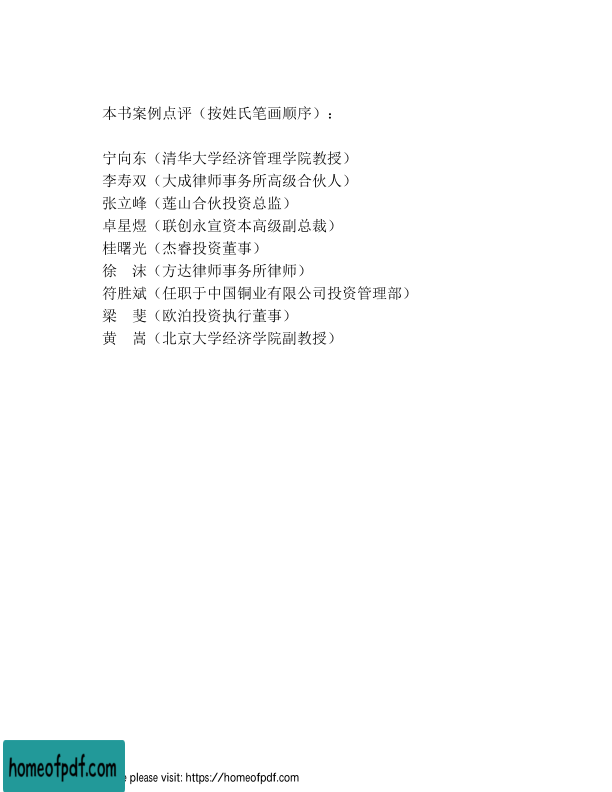 本书案例点评（按姓氏笔画顺序）：
宁向东（清华大学经济管理学院教授）
李寿双（大成律师事务所高级合伙人）
张立峰（莲山合伙投资总监）
卓星煜（联创永宣资本高级副总裁）
桂曙光（杰睿投资董事）
徐　沫（方达律师事务所律师）
符胜斌（任职于中国铜业有限公司投资管理部）
梁　斐（欧泊投资执行董事）
黄　嵩（北京大学经济学院副教授）
homeofpdf.com
please visit: https://homeofpdf.com